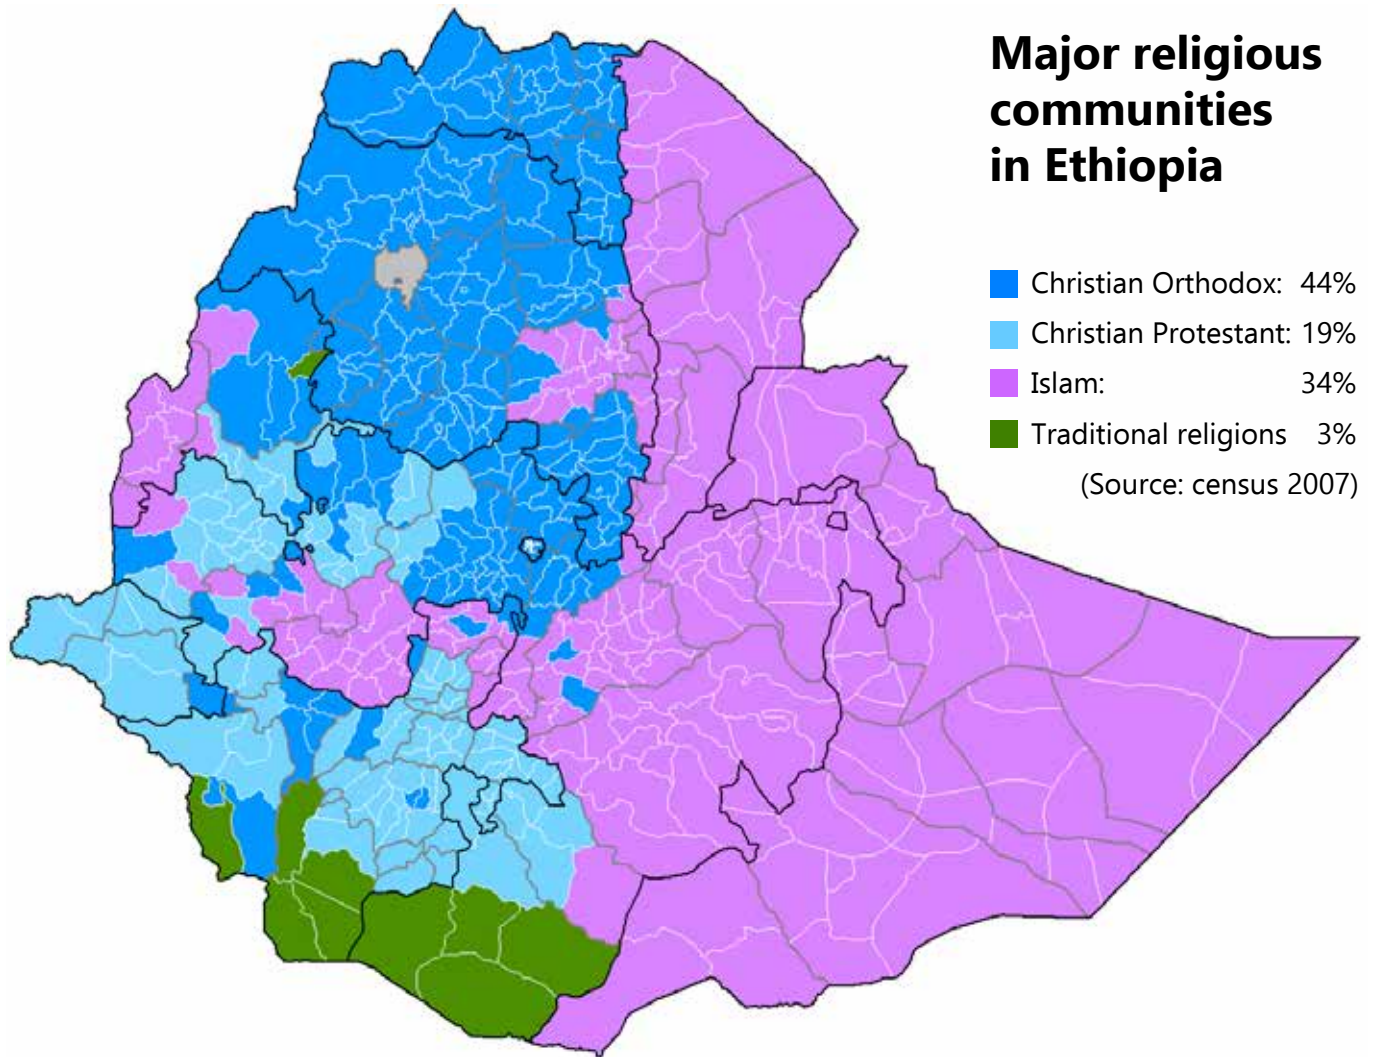 Major religious
communities
in Ethiopia
Christian Orthodox: 44%
Christian Protestant: 19%
Islam: 34%
Traditional religions 3%
(Source: census 2007)